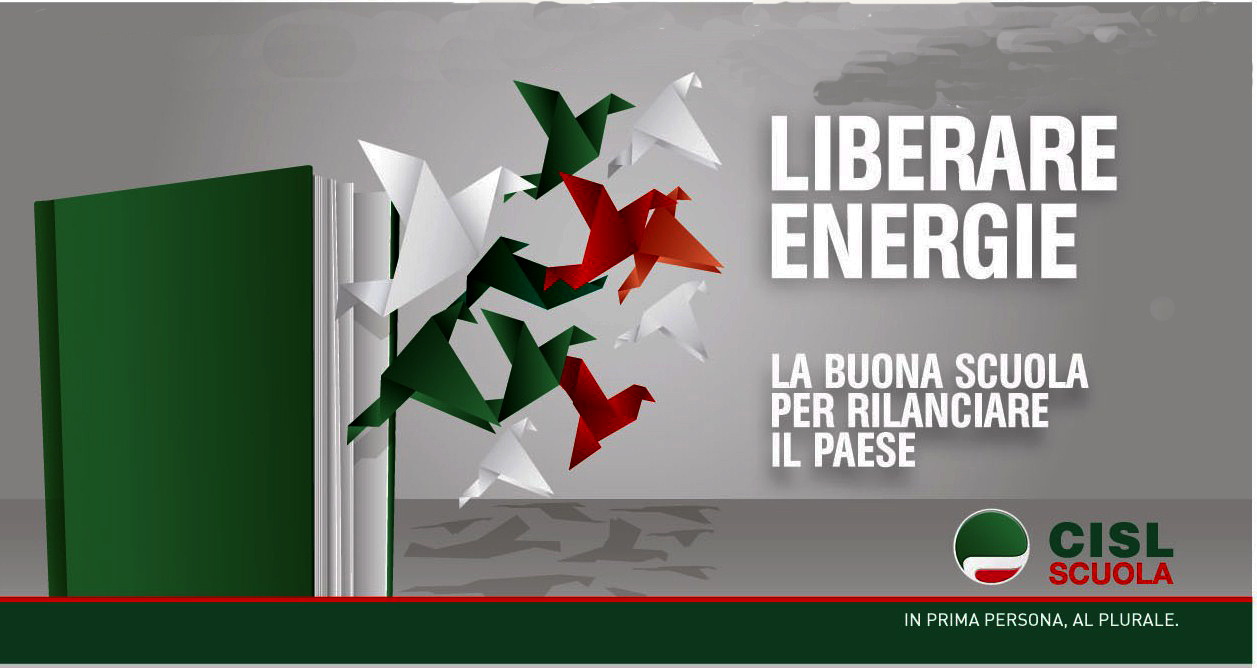 LIBERARE
ENERGIE
LA BUONA SCUOLA
PER RILANCIARE
IL PAESE
CISL
SCUOLA
IN PRIMA PERSONA, AL PLURALE.